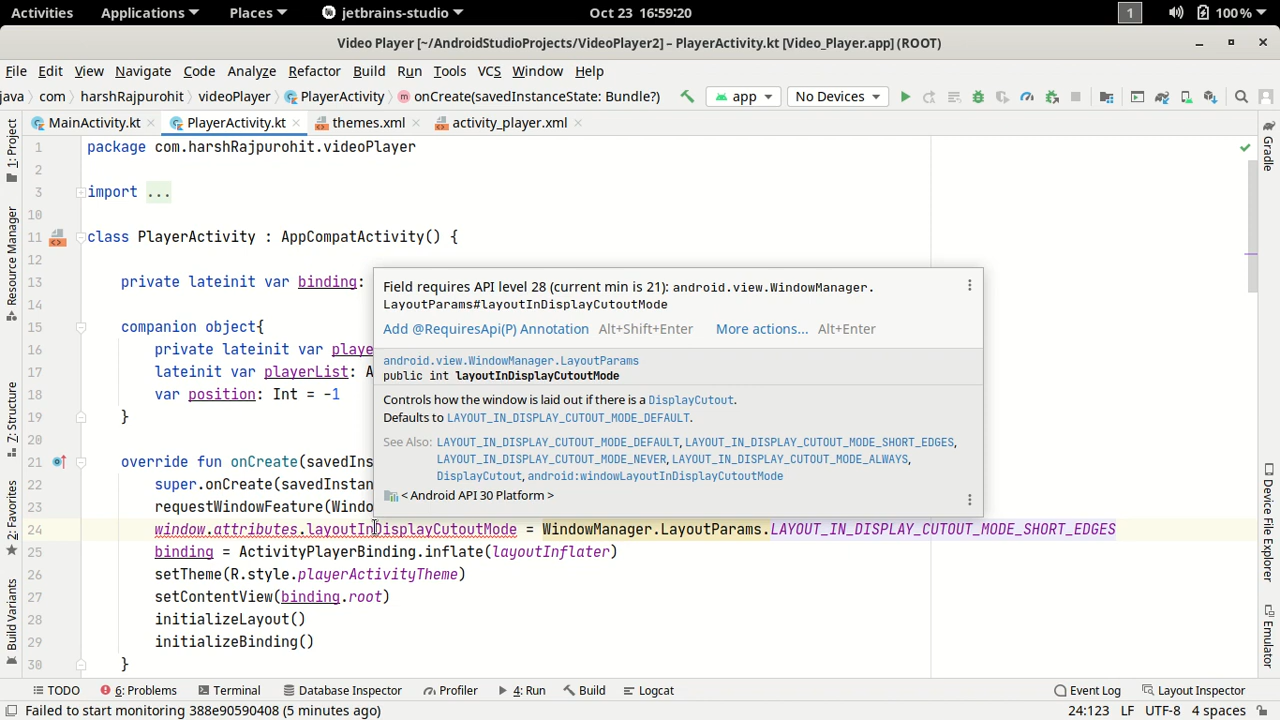 Activities Applications Places jetbrains-studio Oct 23 16:59:20 1 100%
Video Player [~/AndroidStudioProjects/VideoPlayer2] – PlayerActivity.kt [Video_Player.app] (ROOT)
File Edit View Navigate Code Analyze Refactor Build Run Tools VCS Window Help
java com harshRajpurohit videoPlayer PlayerActivity onCreate(savedInstanceState: Bundle?) app No Devices
MainActivity.kt PlayerActivity.kt themes.xml activity_player.xml
1: Project
Resource Manager
7: Structure
2: Favorites
Build Variants
1 package com.harshRajpurohit.videoPlayer
2
3 import ...
10
11 class PlayerActivity : AppCompatActivity() {
12
13 private lateinit var binding:
15 companion object{
16 private lateinit var playe
17 lateinit var playerList: A
18 var position: Int = -1
19 }
20
21 override fun onCreate(savedIns
22 super.onCreate(savedInstan
23 requestWindowFeature(Windo
24 window.attributes.layoutInDisplayCutoutMode = WindowManager.LayoutParams.LAYOUT_IN_DISPLAY_CUTOUT_MODE_SHORT_EDGES
25 binding = ActivityPlayerBinding.inflate(layoutInflater)
26 setTheme(R.style.playerActivityTheme)
27 setContentView(binding.root)
28 initializeLayout()
29 initializeBinding()
30 }
Field requires API level 28 (current min is 21): android.view.WindowManager.
LayoutParams#layoutInDisplayCutoutMode
Add @RequiresApi(P) Annotation Alt+Shift+Enter More actions... Alt+Enter
android.view.WindowManager.LayoutParams
public int layoutInDisplayCutoutMode
Controls how the window is laid out if there is a DisplayCutout.
Defaults to LAYOUT_IN_DISPLAY_CUTOUT_MODE_DEFAULT.
See Also: LAYOUT_IN_DISPLAY_CUTOUT_MODE_DEFAULT, LAYOUT_IN_DISPLAY_CUTOUT_MODE_SHORT_EDGES,
LAYOUT_IN_DISPLAY_CUTOUT_MODE_NEVER, LAYOUT_IN_DISPLAY_CUTOUT_MODE_ALWAYS,
DisplayCutout, android:windowLayoutInDisplayCutoutMode
< Android API 30 Platform >
Gradle
Device File Explorer
Emulator
TODO 6: Problems Terminal Database Inspector Profiler 4: Run Build Logcat Event Log Layout Inspector
Failed to start monitoring 388e90590408 (5 minutes ago) 24:123 LF UTF-8 4 spaces